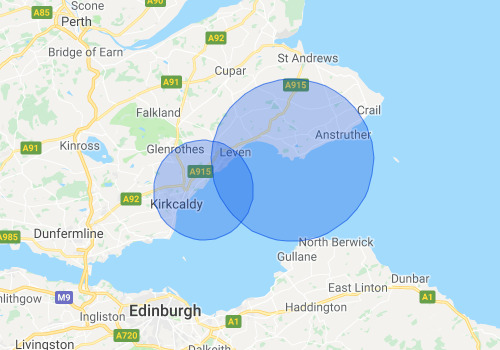 Scone
A85
Perth
A92
St Andrews
Bridge of Earn
Cupar
A91
A915
Falkland
Crail
Anstruther
A91
Kinross
Glenrothes
Leven
A915
A92
Kirkcaldy
Dunfermline
A985
North Berwick
Gullane
Dunbar
East Linton
nlithgow
M9
A1
Edinburgh
Haddington
Ingliston
A1
A720
Livingston
Dalkeith